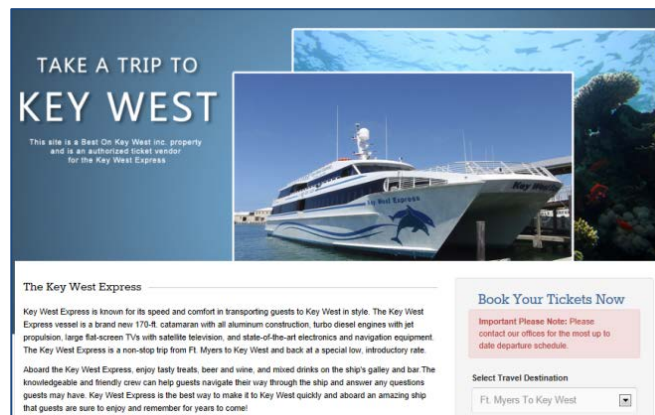 TAKE A TRIP TO
KEY WEST
This site is a Best On Key West inc. property
and is an authorized ticket vendor
for the Key West Express
Key West Express
Key West
The Key West Express
Key West Express is known for its speed and comfort in transporting guests to Key West in style. The Key West
Express vessel is a brand new 170-ft. catamaran with all aluminum construction, turbo diesel engines with jet
propulsion, large flat-screen TVs with satellite television, and state-of-the-art electronics and navigation equipment.
The Key West Express is a non-stop trip from Ft. Myers to Key West and back at a special low, introductory rate.
Aboard the Key West Express, enjoy tasty treats, beer and wine, and mixed drinks on the ship's galley and bar.The
knowledgeable and friendly crew can help guests navigate their way through the ship and answer any questions
guests may have. Key West Express is the best way to make it to Key West quickly and aboard an amazing ship
that guests are sure to enjoy and remember for years to come!
Book Your Tickets Now
Important Please Note: Please
contact our offices for the most up to
date departure schedule.
Select Travel Destination
Ft. Myers To Key West